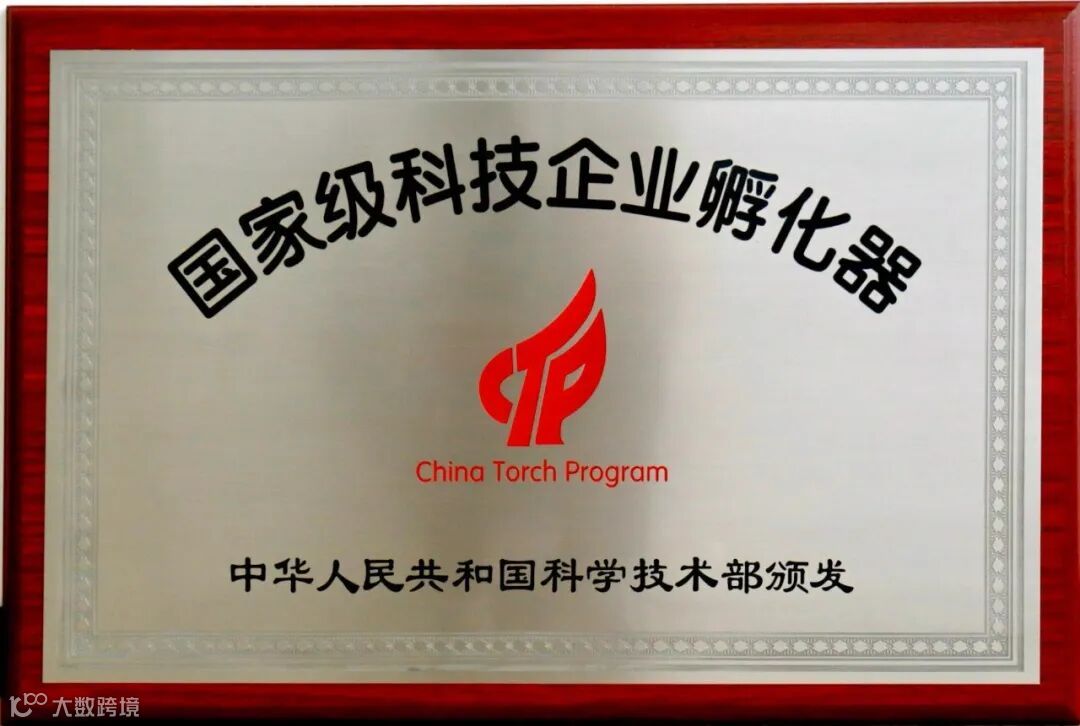 国家级科技企业孵化器
CTP
China Torch Program
中华人民共和国科学技术部颁发
大数跨境